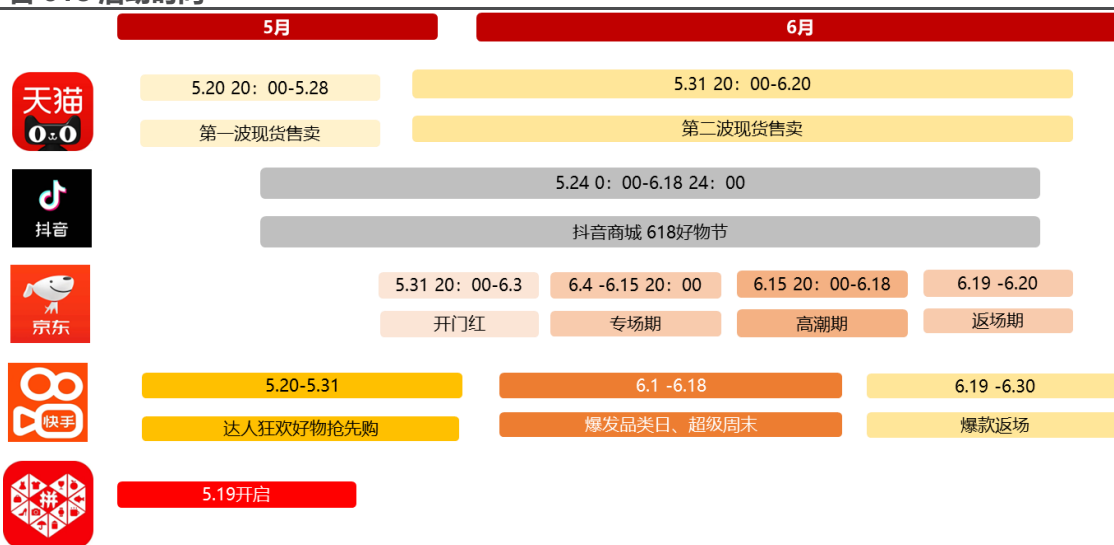 5月
6月
天猫
5.20 20：00-5.28
5.31 20：00-6.20
第一波现货售卖
第二波现货售卖
抖音
5.24 0：00-6.18 24：00
抖音商城 618好物节
京东
5.31 20：00-6.3
6.4 -6.15 20：00
6.15 20：00-6.18
6.19 -6.20
开门红
专场期
高潮期
返场期
快手
5.20-5.31
6.1 -6.18
6.19 -6.30
达人狂欢好物抢先购
爆发品类日、超级周末
爆款返场
拼
5.19开启